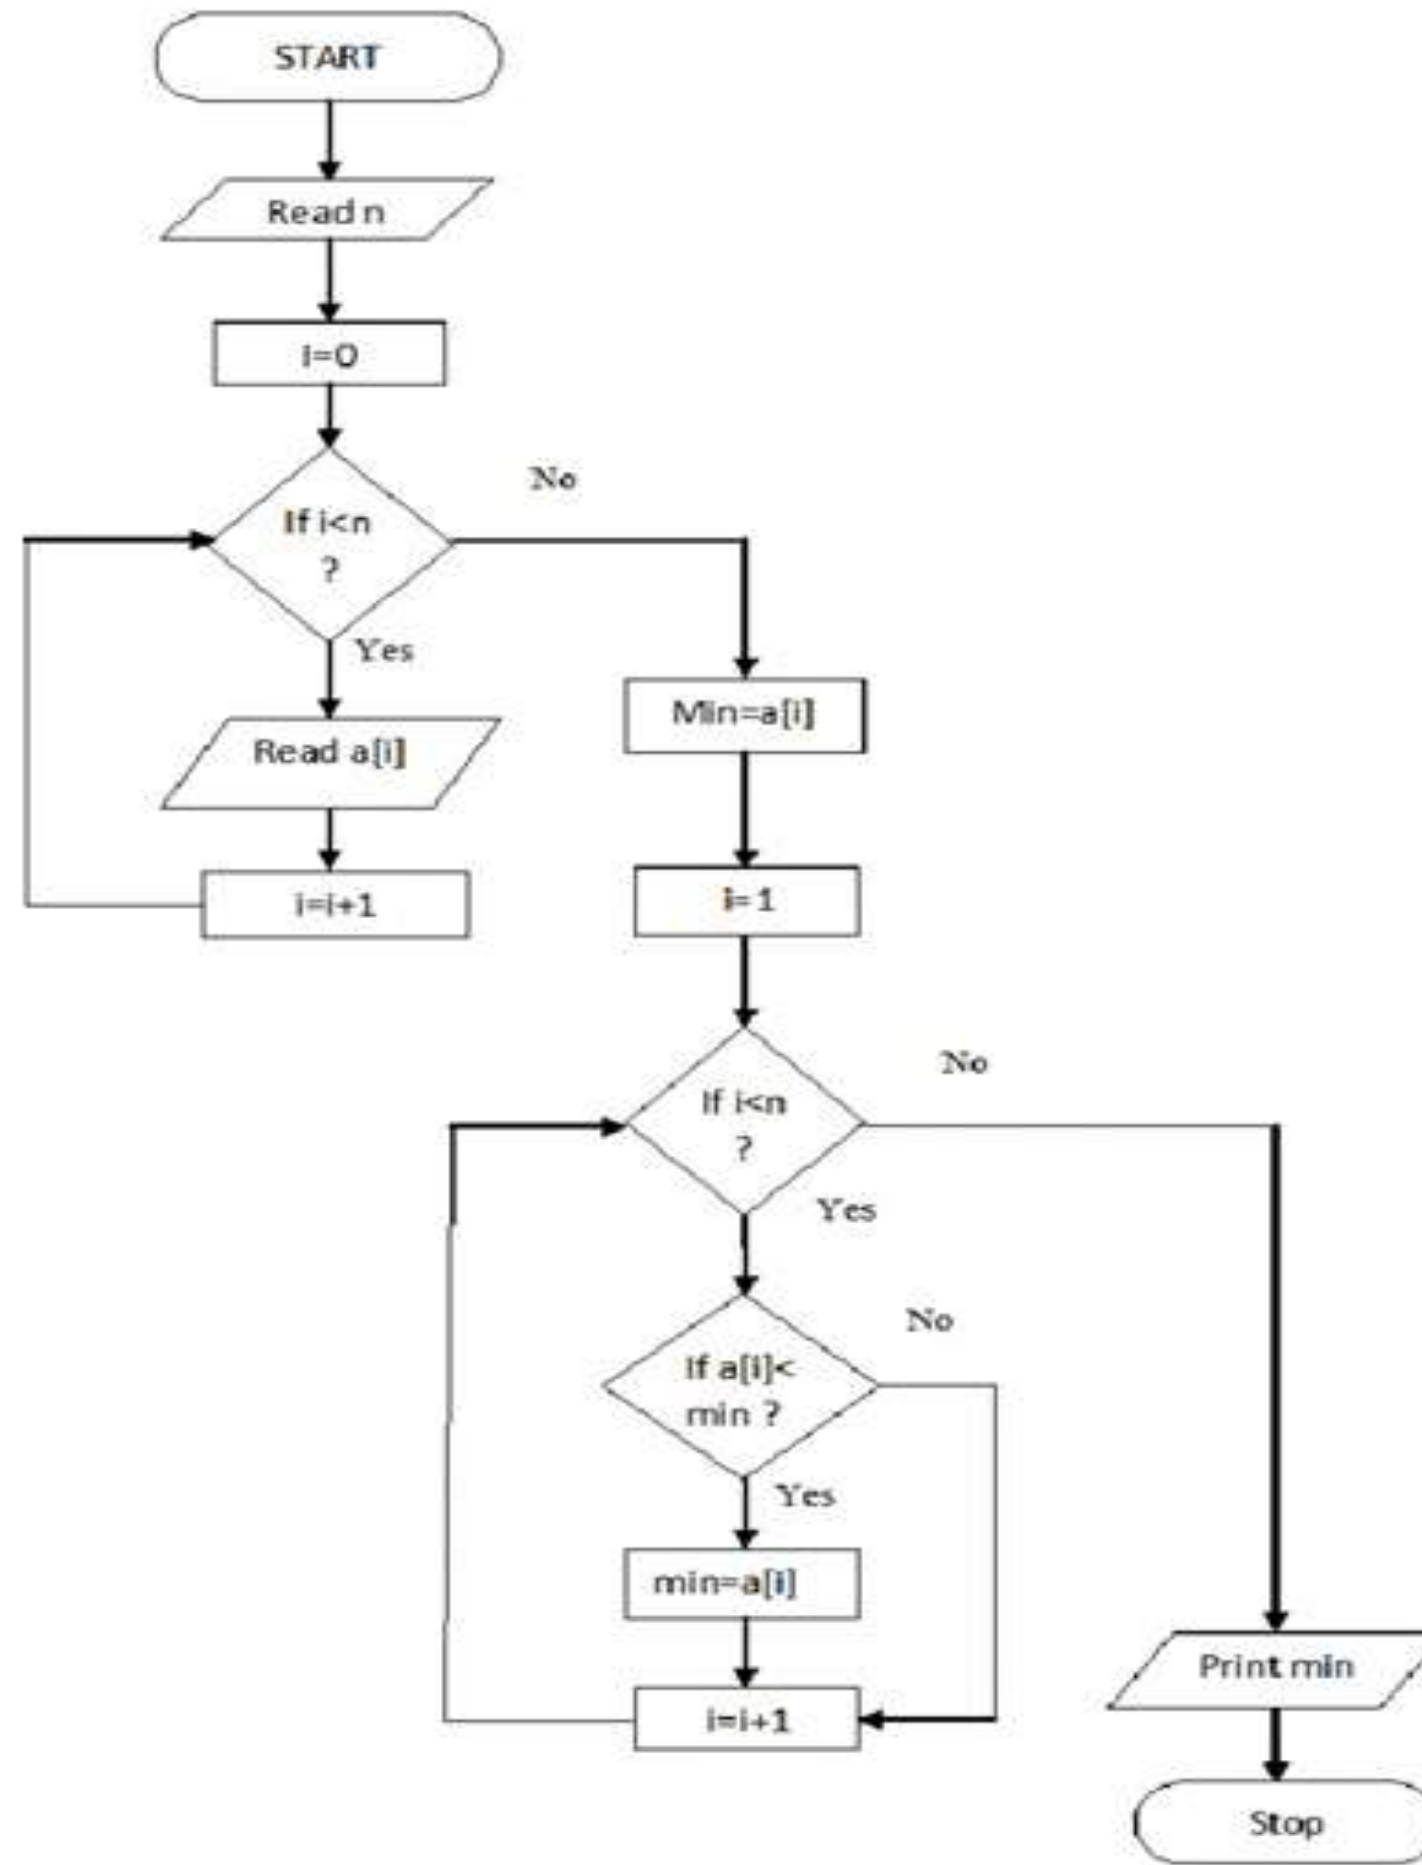 START
Read n
i=0
No
If i<n
?
Yes
Read a[i]
i=i+1
Min=a[i]
i=1
No
If i<n
?
Yes
No
If a[i]<
min ?
Yes
min=a[i]
i=i+1
Print min
Stop